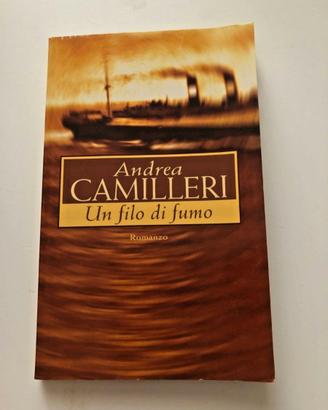 Andrea
CAMILLERI
Un filo di fumo
Romanzo